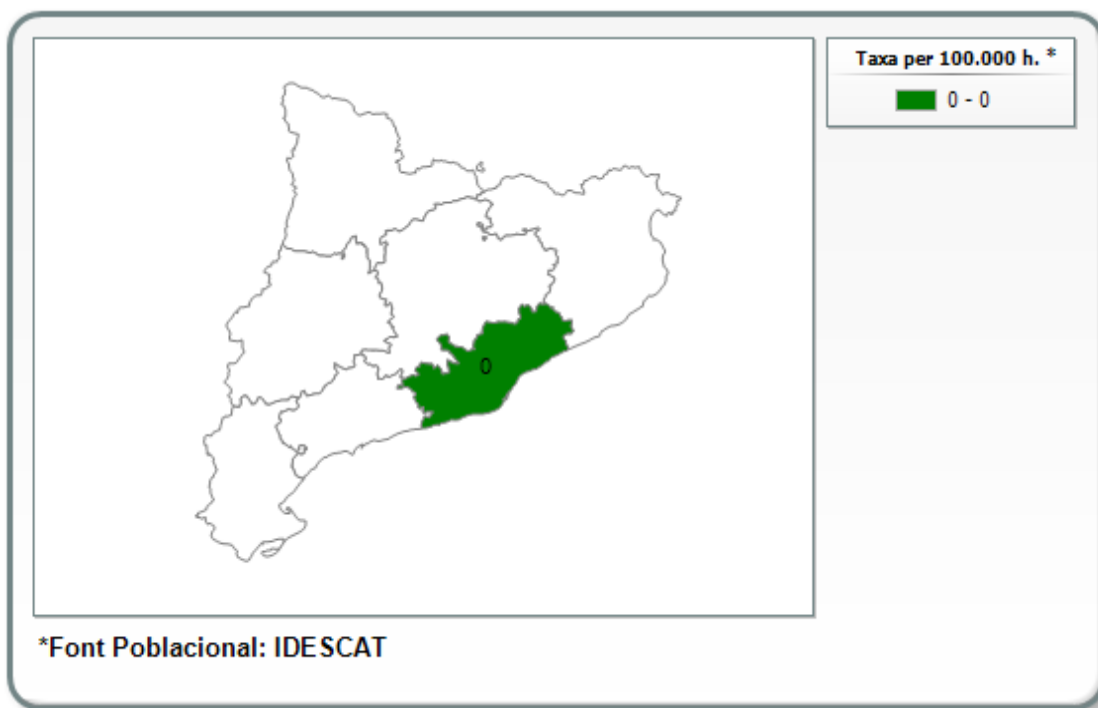 Taxa per 100.000 h. *
0 - 0
0
*Font Poblacional: IDESCAT